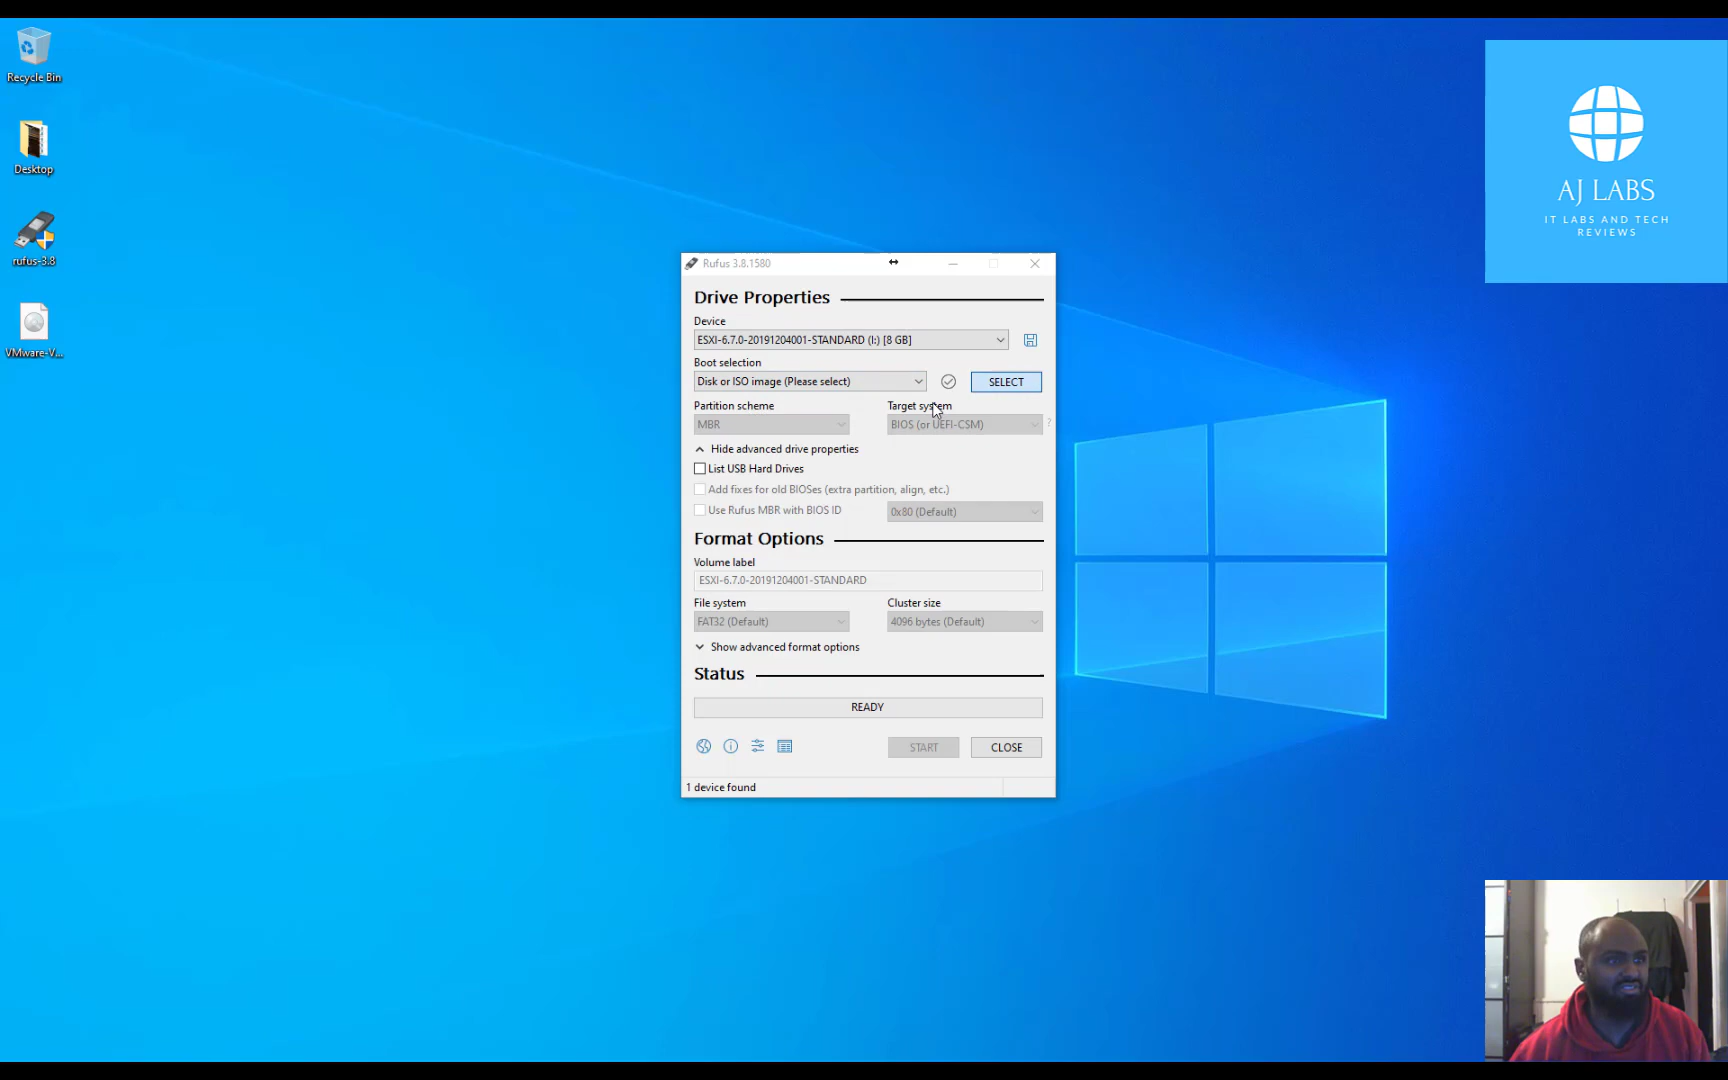 Recycle Bin
Desktop
rufus-3.8
VMware-V...
AJ LABS
IT LABS AND TECH
REVIEWS
Rufus 3.8.1580
Drive Properties
Device
ESXI-6.7.0-20191204001-STANDARD (I:) [8 GB]
Boot selection
Disk or ISO image (Please select)
SELECT
Partition scheme
Target system
MBR
BIOS (or UEFI-CSM)
?
Hide advanced drive properties
List USB Hard Drives
Add fixes for old BIOSes (extra partition, align, etc.)
Use Rufus MBR with BIOS ID
0x80 (Default)
Format Options
Volume label
ESXI-6.7.0-20191204001-STANDARD
File system
Cluster size
FAT32 (Default)
4096 bytes (Default)
Show advanced format options
Status
READY
START
CLOSE
1 device found